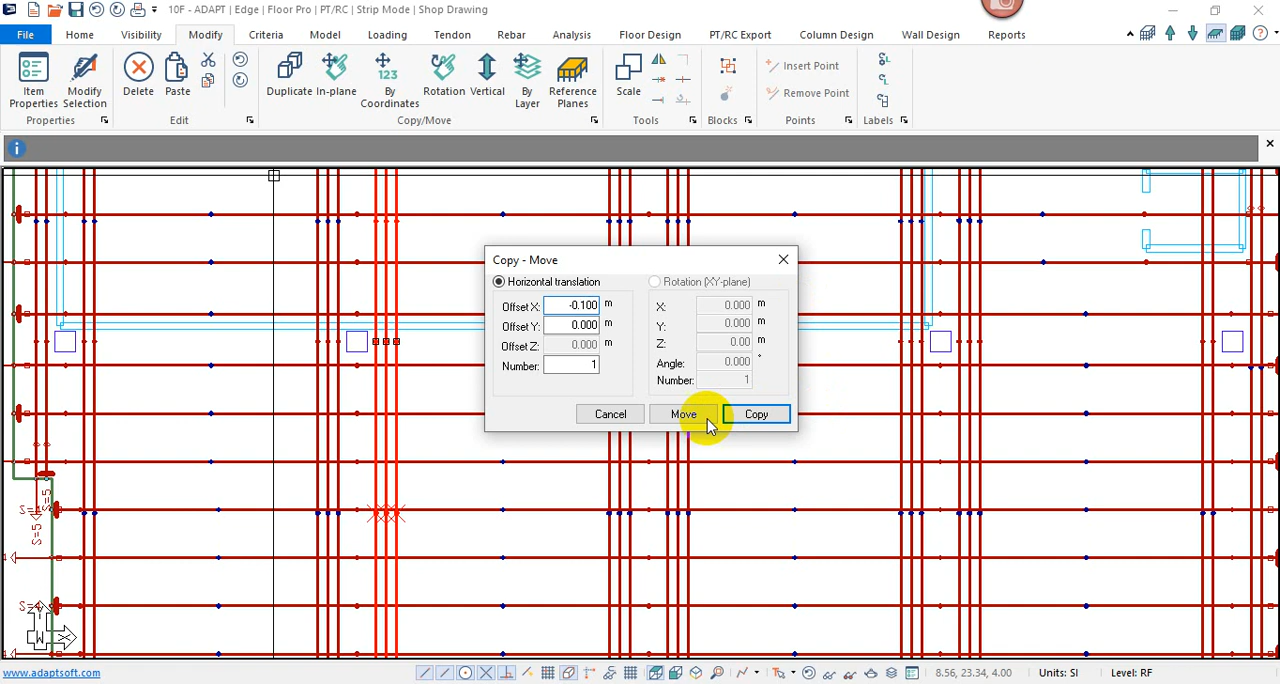 10F - ADAPT | Edge | Floor Pro | PT/RC | Strip Mode | Shop Drawing
File Home Visibility Modify Criteria Model Loading Tendon Rebar Analysis Floor Design PT/RC Export Column Design Wall Design Reports
Item Properties
Modify Selection
Delete
Paste
Duplicate
In-plane
123
By Coordinates
Rotation
Vertical
By Layer
Reference Planes
Scale
Insert Point
Remove Point
Properties Edit Copy/Move Tools Blocks Points Labels
Copy - Move
Horizontal translation
Offset X: -0.100 m
Offset Y: 0.000 m
Offset Z: 0.000 m
Number: 1
Rotation (XY-plane)
X: 0.000 m
Y: 0.000 m
Z: 0.00 m
Angle: 0.000 °
Number: 1
Cancel Move Copy
S=5
S=5
W
X
www.adaptsoft.com
8.56, 23.34, 4.00
Units: SI
Level: RF